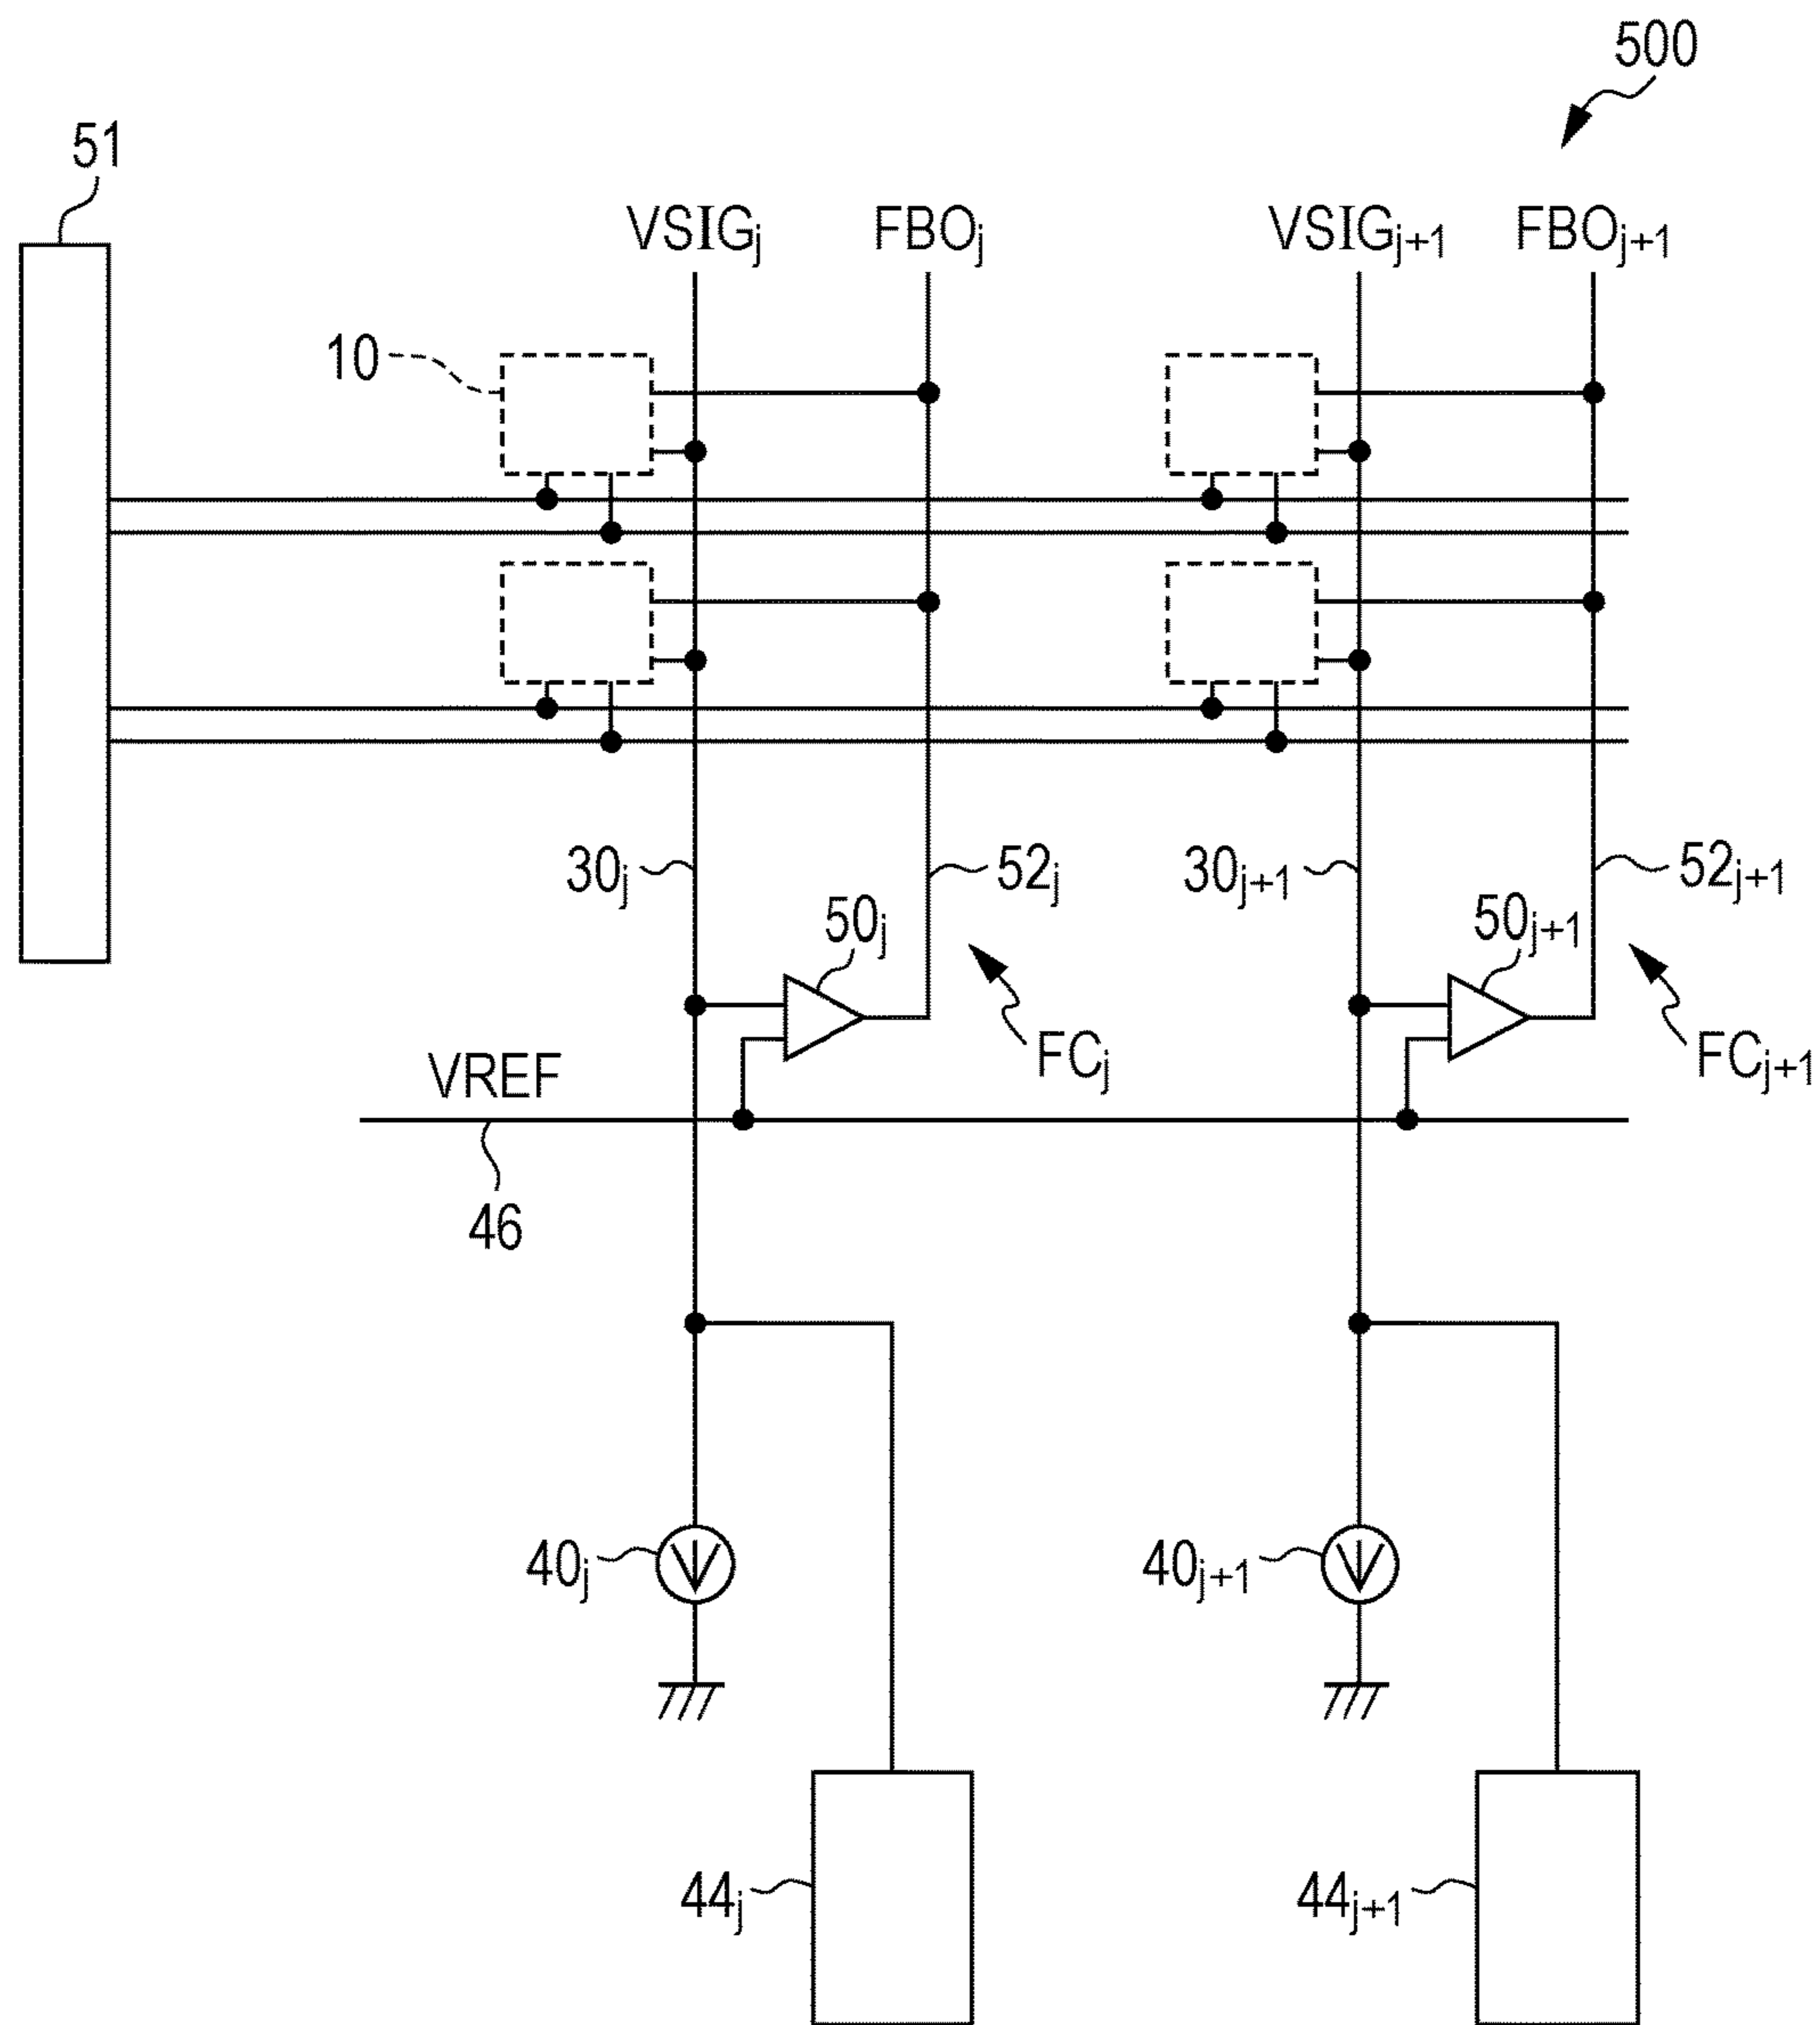 500
51
VSIGj FBOj VSIGj+1 FBOj+1
10
30j 52j 30j+1 52j+1
50j 50j+1
VREF FCj FCj+1
46
40j 40j+1
44j 44j+1